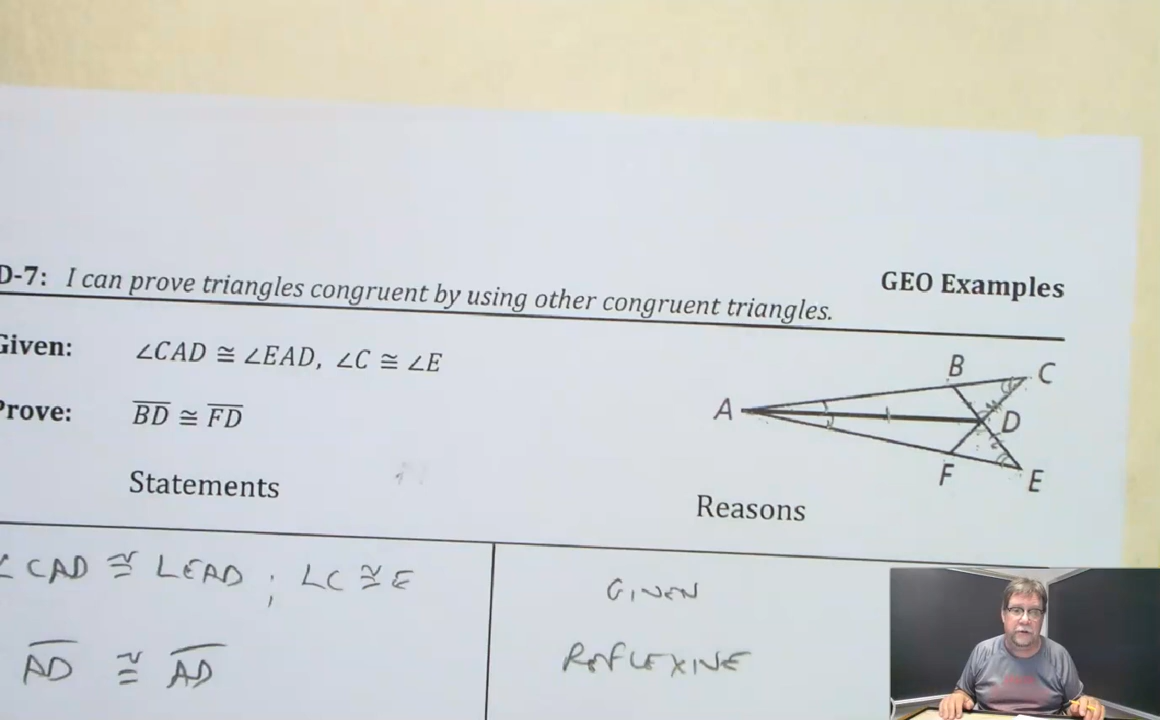 D-7: I can prove triangles congruent by using other congruent triangles.
GEO Examples
Given: ∠CAD ≅ ∠EAD, ∠C ≅ ∠E
Prove: BD ≅ FD
A
B
C
D
F
E
Statements
Reasons
∠CAD ≅ ∠EAD ; ∠C ≅ E
GIVEN
AD ≅ AD
REFLEXIVE